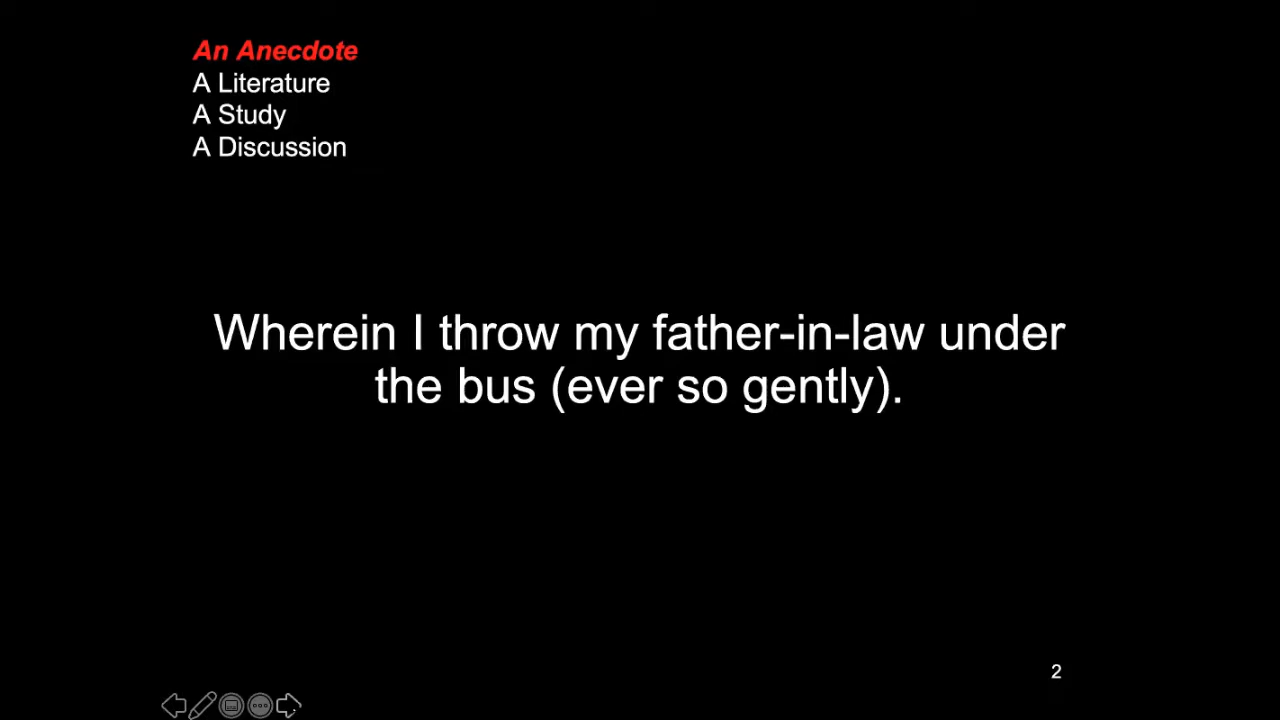 An Anecdote
A Literature
A Study
A Discussion
Wherein I throw my father-in-law under
the bus (ever so gently).
2